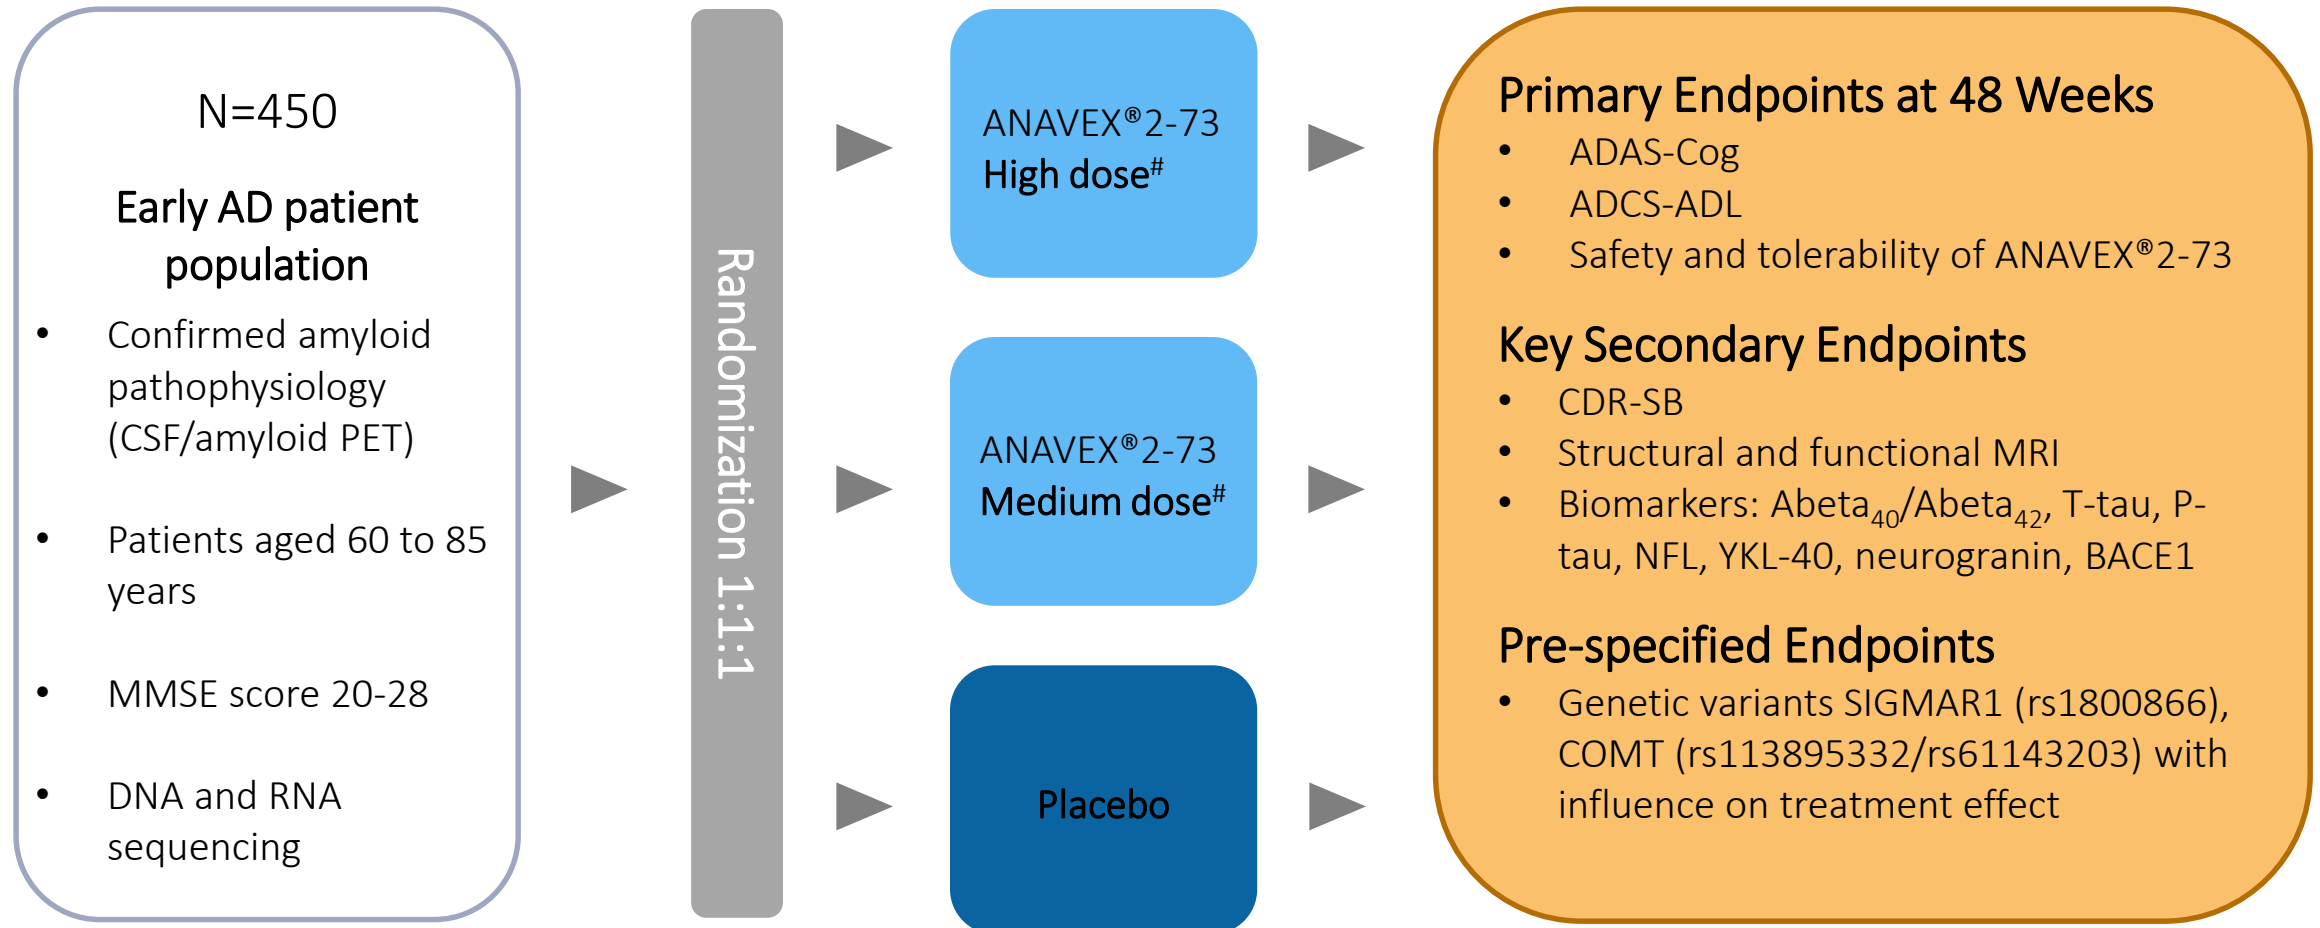 N=450
Early AD patient
population
• Confirmed amyloid
pathophysiology
(CSF/amyloid PET)
• Patients aged 60 to 85
years
• MMSE score 20-28
• DNA and RNA
sequencing
Randomization 1:1:1
ANAVEX®2-73
High dose#
ANAVEX®2-73
Medium dose#
Placebo
Primary Endpoints at 48 Weeks
• ADAS-Cog
• ADCS-ADL
• Safety and tolerability of ANAVEX®2-73
Key Secondary Endpoints
• CDR-SB
• Structural and functional MRI
• Biomarkers: Abeta40/Abeta42, T-tau, P-
tau, NFL, YKL-40, neurogranin, BACE1
Pre-specified Endpoints
• Genetic variants SIGMAR1 (rs1800866),
COMT (rs113895332/rs61143203) with
influence on treatment effect